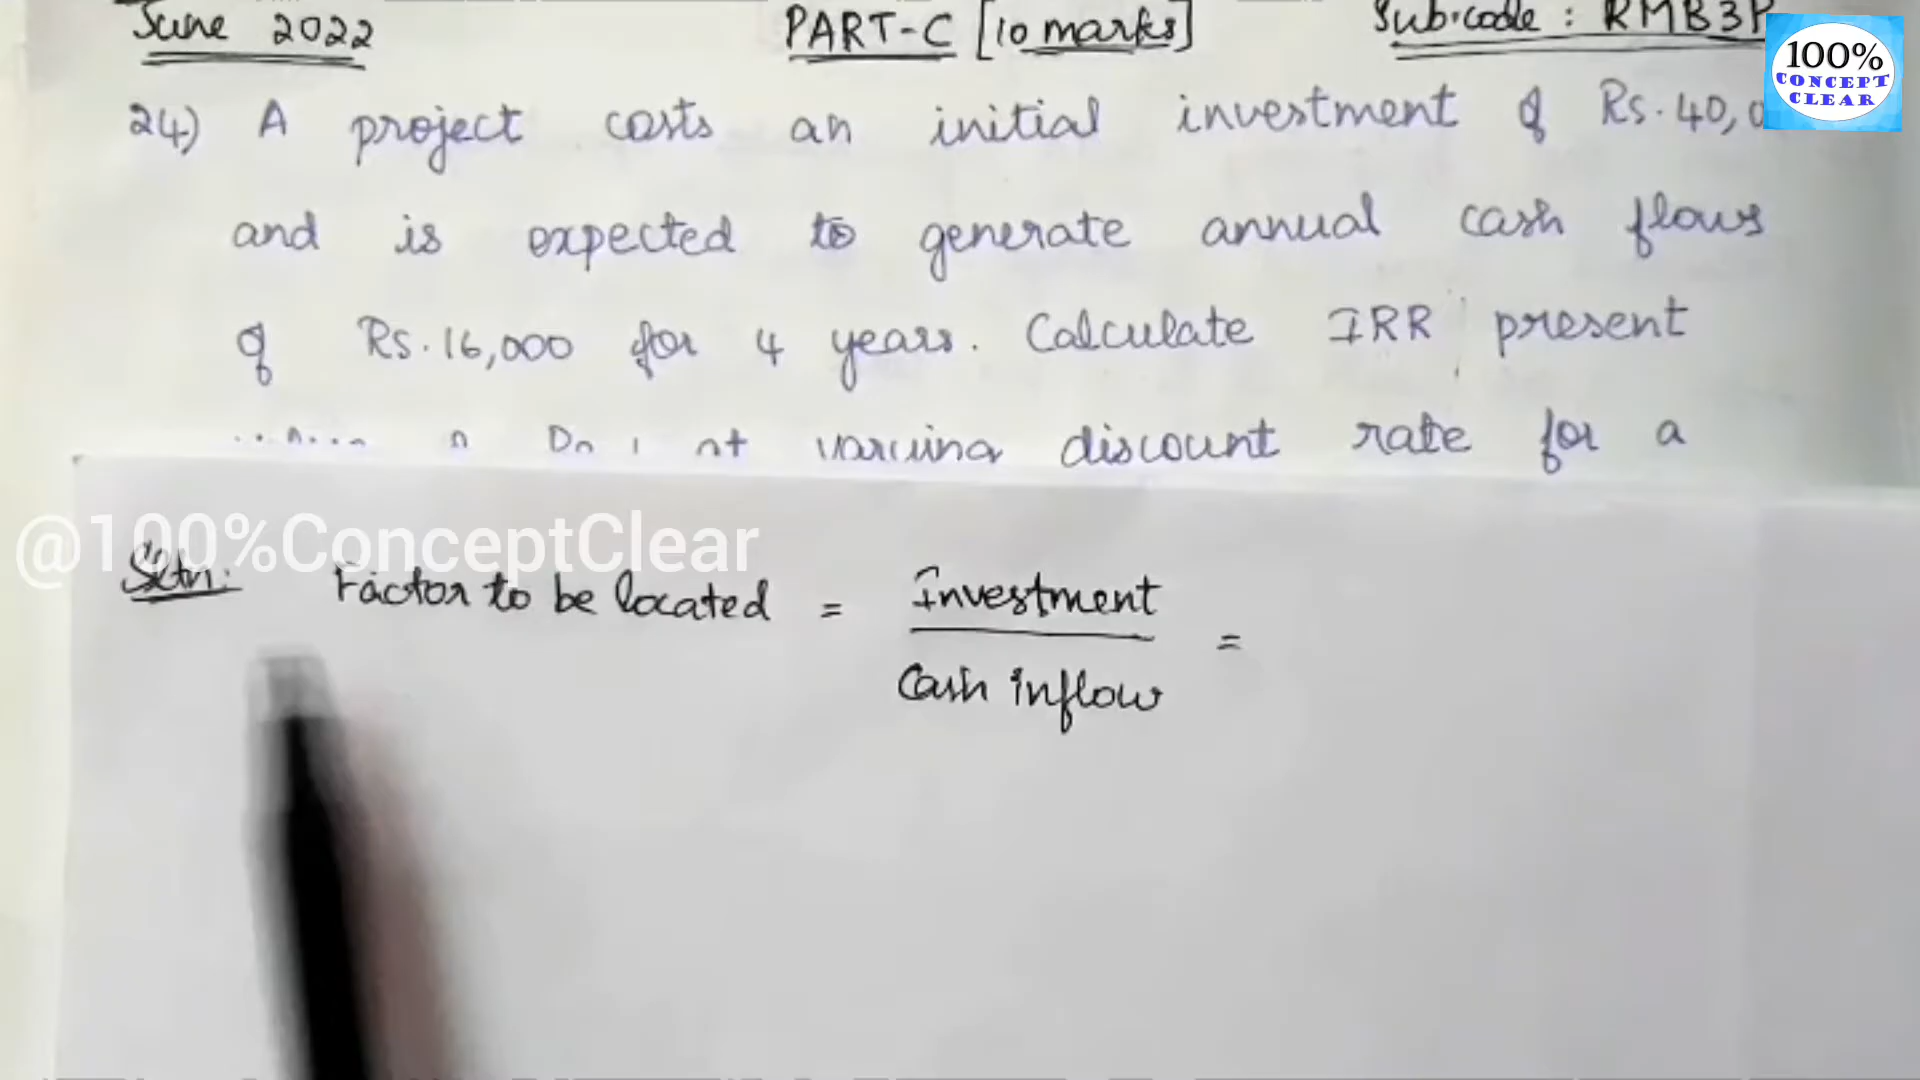 June 2022 PART-C [10 marks] Sub.code : RMB3
100% CONCEPT CLEAR
24) A project costs an initial investment of Rs. 40,
and is expected to generate annual cash flows
of Rs. 16,000 for 4 years. Calculate IRR present
varying discount rate for a
@100%ConceptClear
Soln: Factor to be located = Investment =
Cash inflow